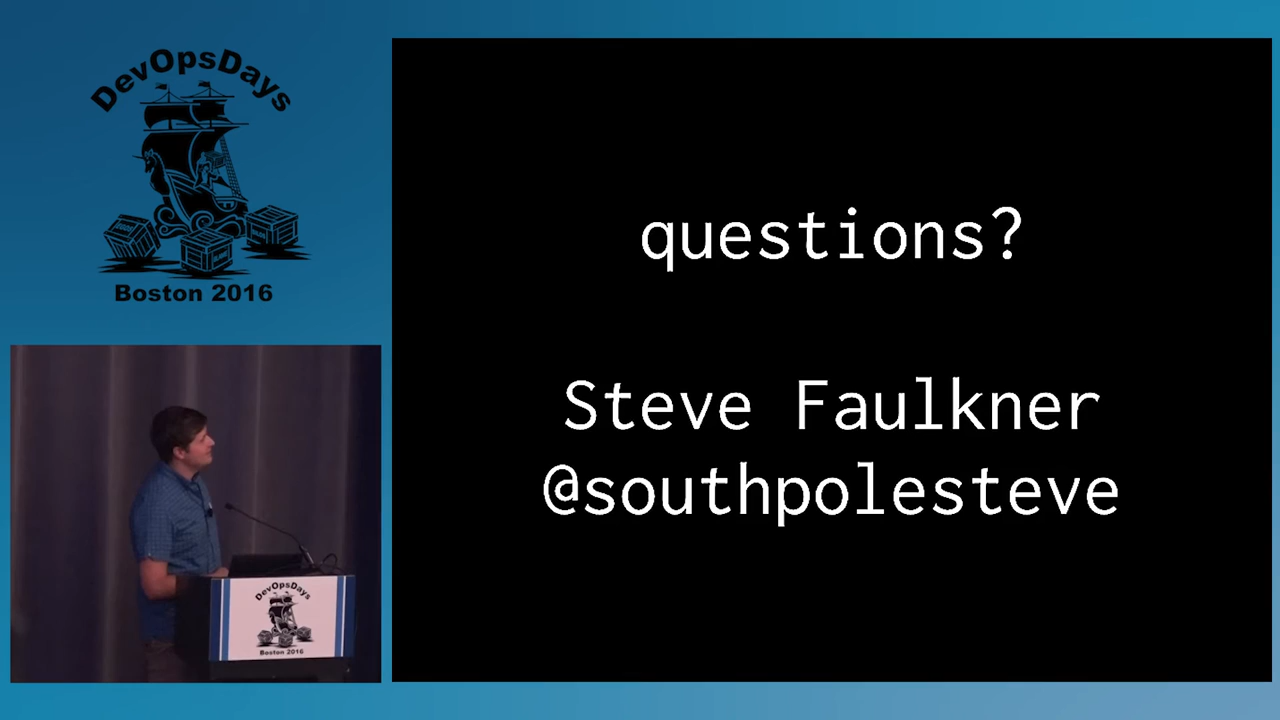 DevOpsDays
Boston 2016
questions?
Steve Faulkner
@southpolesteve
DevOpsDays
Boston 2016